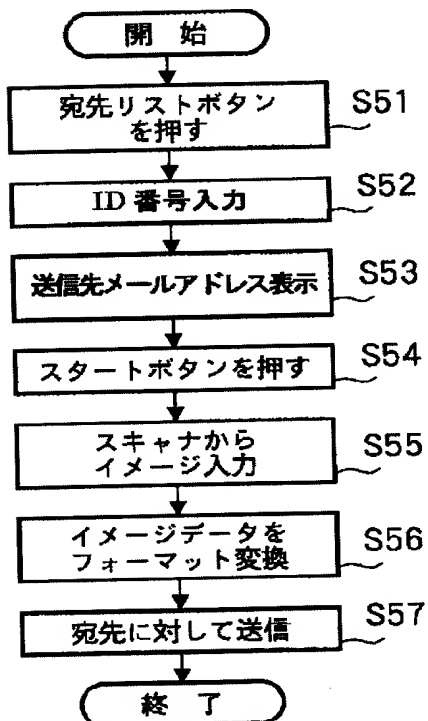 開 始
宛先リストボタン
を押す
S51
ID 番号入力
S52
送信先メールアドレス表示
S53
スタートボタンを押す
S54
スキャナから
イメージ入力
S55
イメージデータを
フォーマット変換
S56
宛先に対して送信
S57
終 了